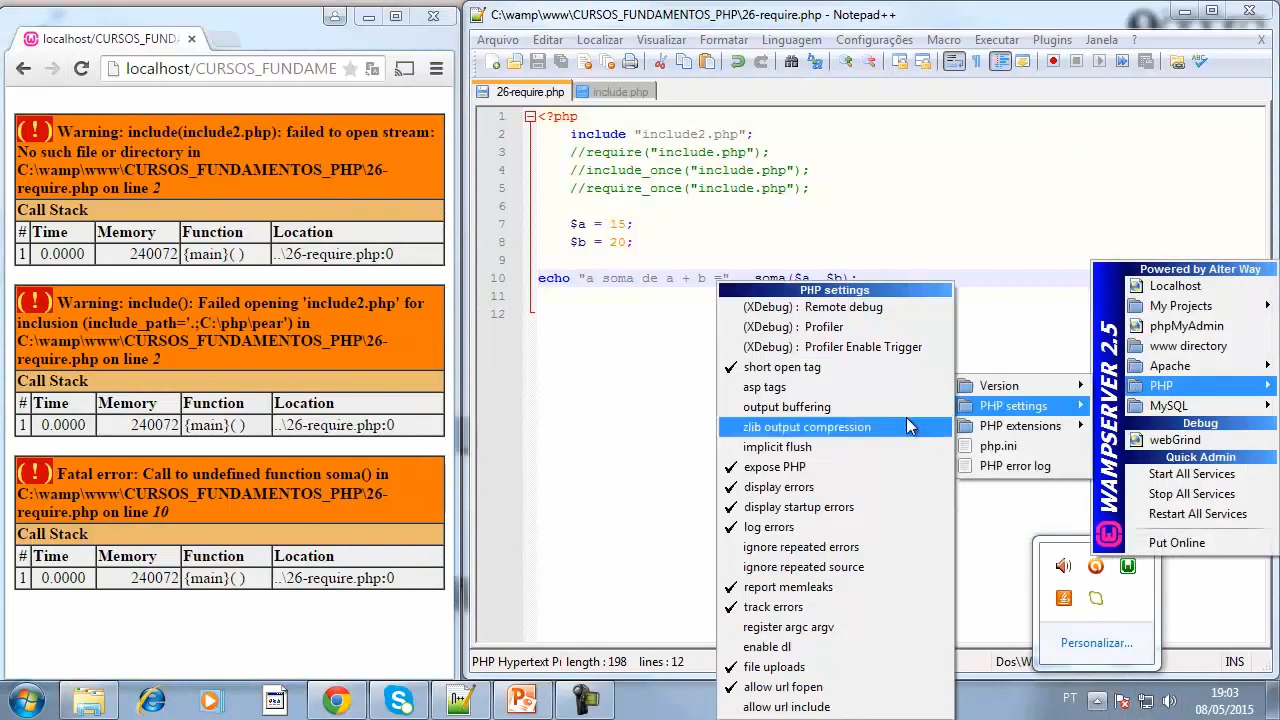 localhost/CURSOS_FUND
localhost/CURSOS_FUNDAME
( ! ) Warning: include(include2.php): failed to open stream:
No such file or directory in
C:\wamp\www\CURSOS_FUNDAMENTOS_PHP\26-
require.php on line 2
Call Stack
# Time Memory Function Location
1 0.0000 240072 {main}( ) ..\26-require.php:0
( ! ) Warning: include(): Failed opening 'include2.php' for
inclusion (include_path='.;C:\php\pear') in
C:\wamp\www\CURSOS_FUNDAMENTOS_PHP\26-
require.php on line 2
Call Stack
# Time Memory Function Location
1 0.0000 240072 {main}( ) ..\26-require.php:0
( ! ) Fatal error: Call to undefined function soma() in
C:\wamp\www\CURSOS_FUNDAMENTOS_PHP\26-
require.php on line 10
Call Stack
# Time Memory Function Location
1 0.0000 240072 {main}( ) ..\26-require.php:0
C:\wamp\www\CURSOS_FUNDAMENTOS_PHP\26-require.php - Notepad++
Arquivo Editar Localizar Visualizar Formatar Linguagem Configurações Macro Executar Plugins Janela ? X
26-require.php include.php
1 <?php
2 include "include2.php";
3 //require("include.php");
4 //include_once("include.php");
5 //require_once("include.php");
6
7 $a = 15;
8 $b = 20;
9
10 echo "a soma de a + b =" . soma($a, $b);
11
12
PHP settings
(XDebug) : Remote debug
(XDebug) : Profiler
(XDebug) : Profiler Enable Trigger
short open tag
asp tags
output buffering
zlib output compression
implicit flush
expose PHP
display errors
display startup errors
log errors
ignore repeated errors
ignore repeated source
report memleaks
track errors
register argc argv
enable dl
file uploads
allow url fopen
allow url include
Version
PHP settings
PHP extensions
php.ini
PHP error log
WAMPSERVER 2.5
Powered by Alter Way
Localhost
My Projects
phpMyAdmin
www directory
Apache
PHP
MySQL
Debug
webGrind
Quick Admin
Start All Services
Stop All Services
Restart All Services
Put Online
Personalizar...
PHP Hypertext Pr length : 198 lines : 12 Dos\W INS
PT 19:03
08/05/2015